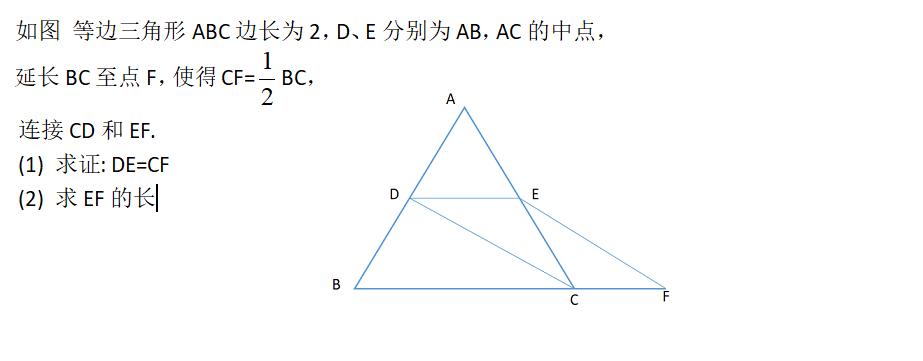 如图 等边三角形 ABC 边长为 2，D、E 分别为 AB，AC 的中点，
延长 BC 至点 F，使得 CF=1/2 BC，
连接 CD 和 EF.
(1) 求证: DE=CF
(2) 求 EF 的长
A
D
E
B
C
F